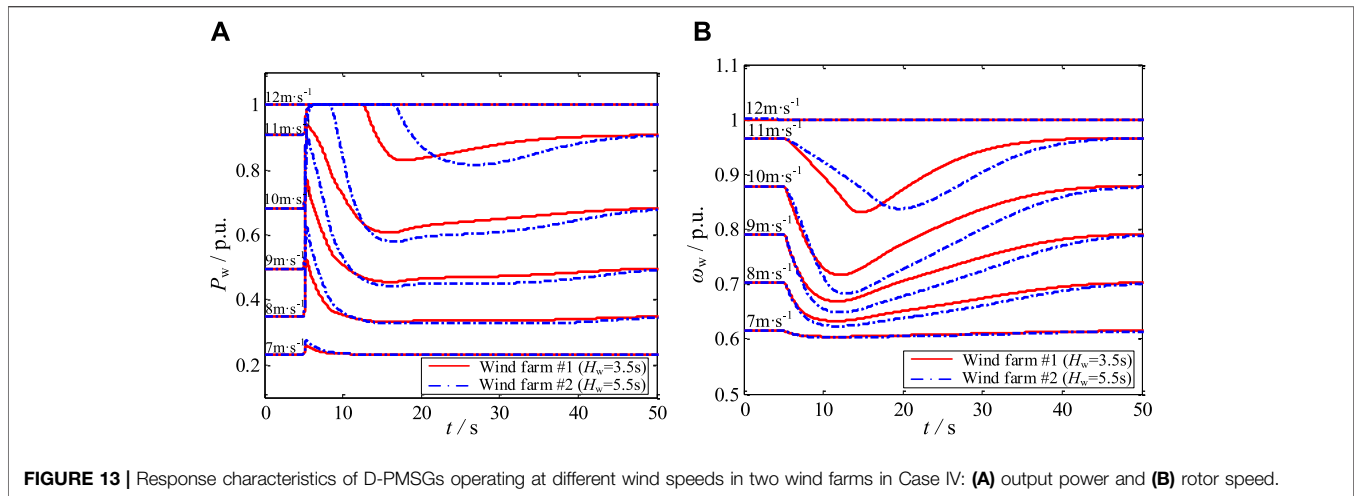 A
B
1
0.8
0.6
0.4
0.2
P_w / p.u.
12m·s⁻¹
11m·s
10m·s
9m·s⁻¹
8m·s⁻¹
7m·s⁻¹
Wind farm #1 (H_w=3.5s)
Wind farm #2 (H_w=5.5s)
0 10 20 30 40 50
t / s
1.1
1
0.9
0.8
0.7
0.6
0.5
ω_w / p.u.
12m·s⁻¹
11m·s⁻¹
10m·s⁻¹
9m·s⁻¹
8m·s⁻¹
7m·s⁻¹
Wind farm #1 (H_w=3.5s)
Wind farm #2 (H_w=5.5s)
0 10 20 30 40 50
t / s
FIGURE 13 | Response characteristics of D-PMSGs operating at different wind speeds in two wind farms in Case IV: (A) output power and (B) rotor speed.